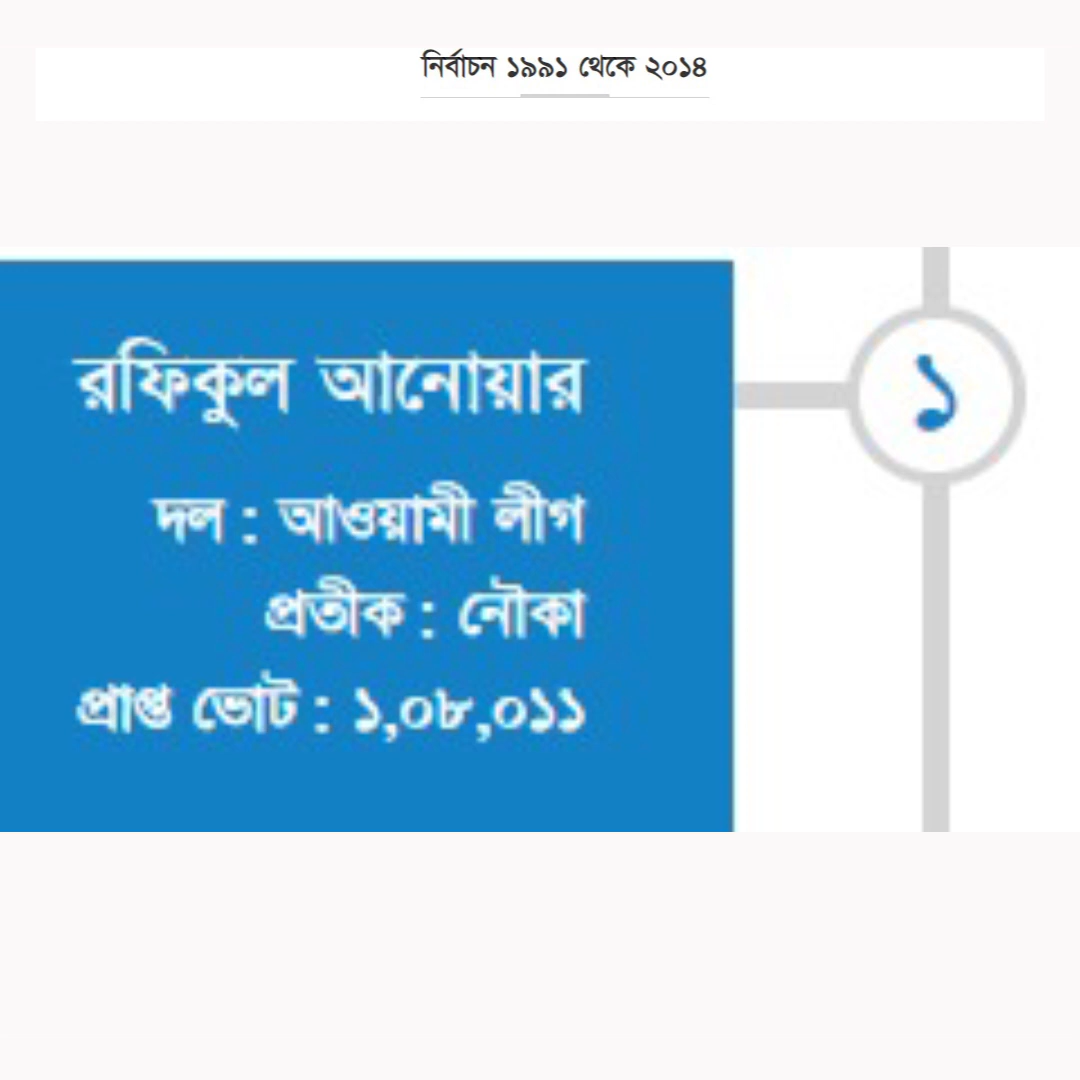 নির্বাচন ১৯৯১ থেকে ২০১৪
রফিকুল আনোয়ার
১
দল : আওয়ামী লীগ
প্রতীক : নৌকা
প্রাপ্ত ভোট : ১,০৮,০১১